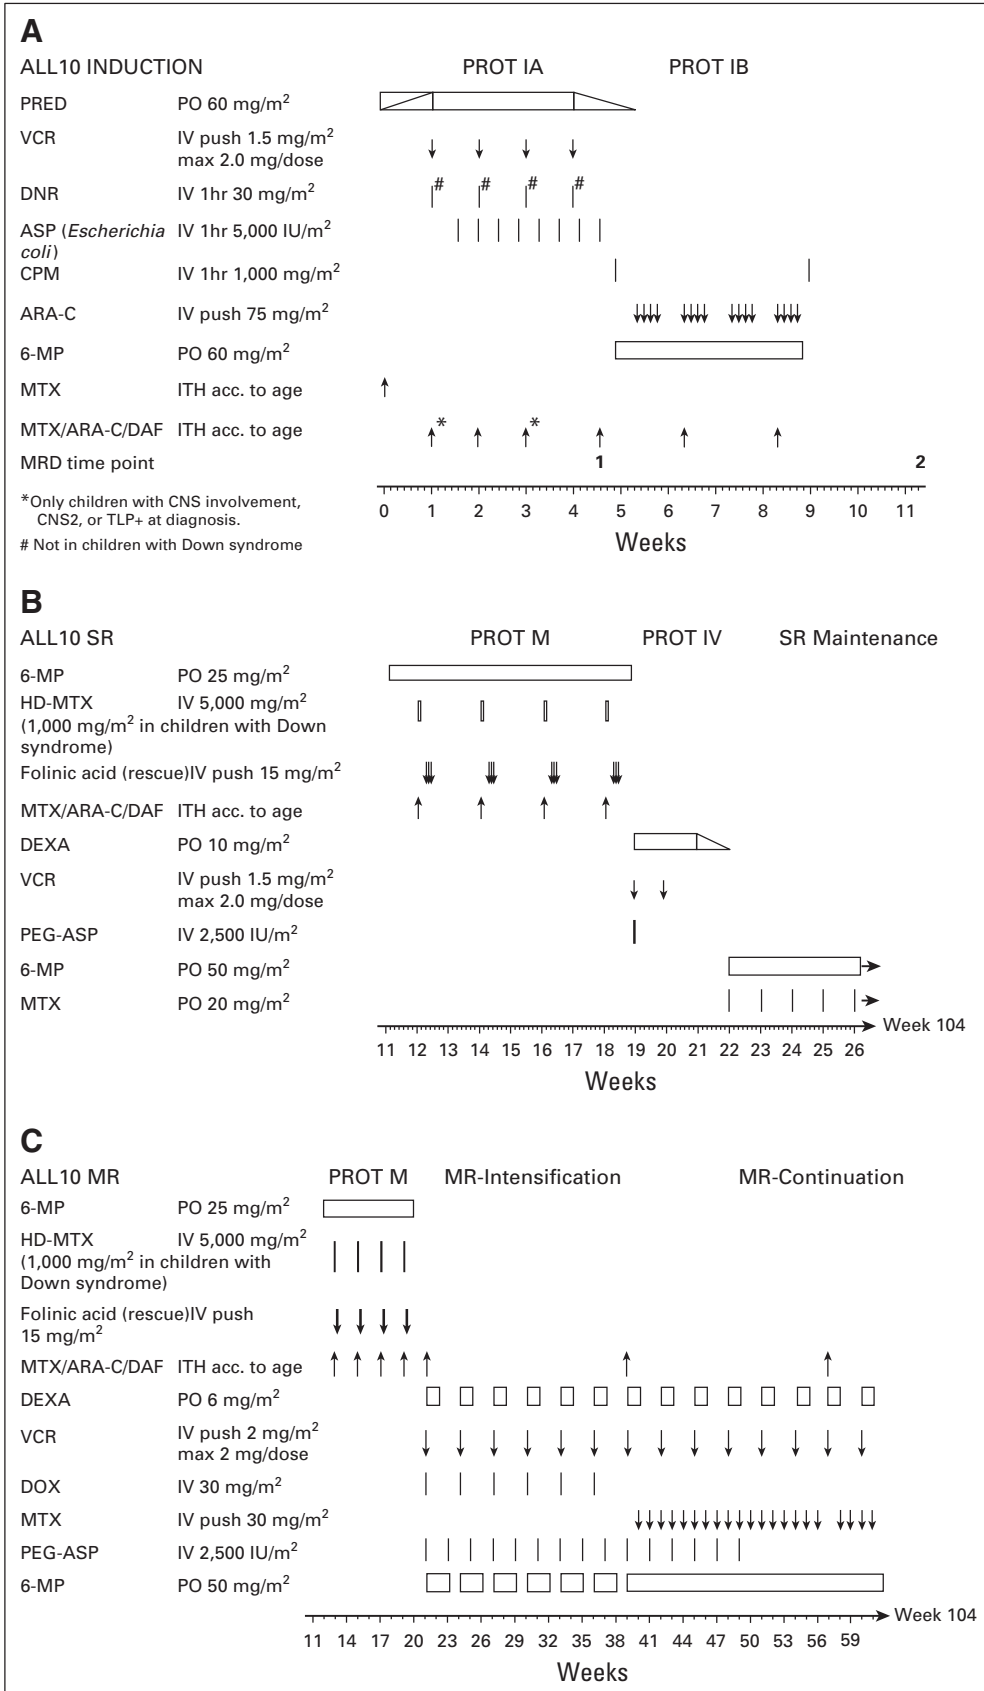 A
ALL10 INDUCTION PROT IA PROT IB
PRED PO 60 mg/m²
VCR IV push 1.5 mg/m²
max 2.0 mg/dose
DNR IV 1hr 30 mg/m² # # # #
ASP (Escherichia IV 1hr 5,000 IU/m²
coli)
CPM IV 1hr 1,000 mg/m²
ARA-C IV push 75 mg/m²
6-MP PO 60 mg/m²
MTX ITH acc. to age
MTX/ARA-C/DAF ITH acc. to age * *
MRD time point 1 2
*Only children with CNS involvement,
CNS2, or TLP+ at diagnosis.
# Not in children with Down syndrome
0 1 2 3 4 5 6 7 8 9 10 11
Weeks
B
ALL10 SR PROT M PROT IV SR Maintenance
6-MP PO 25 mg/m²
HD-MTX IV 5,000 mg/m²
(1,000 mg/m² in children with Down
syndrome)
Folinic acid (rescue)IV push 15 mg/m²
MTX/ARA-C/DAF ITH acc. to age
DEXA PO 10 mg/m²
VCR IV push 1.5 mg/m²
max 2.0 mg/dose
PEG-ASP IV 2,500 IU/m²
6-MP PO 50 mg/m²
MTX PO 20 mg/m²
Week 104
11 12 13 14 15 16 17 18 19 20 21 22 23 24 25 26
Weeks
C
ALL10 MR PROT M MR-Intensification MR-Continuation
6-MP PO 25 mg/m²
HD-MTX IV 5,000 mg/m²
(1,000 mg/m² in children with
Down syndrome)
Folinic acid (rescue)IV push
15 mg/m²
MTX/ARA-C/DAF ITH acc. to age
DEXA PO 6 mg/m²
VCR IV push 2 mg/m²
max 2 mg/dose
DOX IV 30 mg/m²
MTX IV push 30 mg/m²
PEG-ASP IV 2,500 IU/m²
6-MP PO 50 mg/m²
Week 104
11 14 17 20 23 26 29 32 35 38 41 44 47 50 53 56 59
Weeks